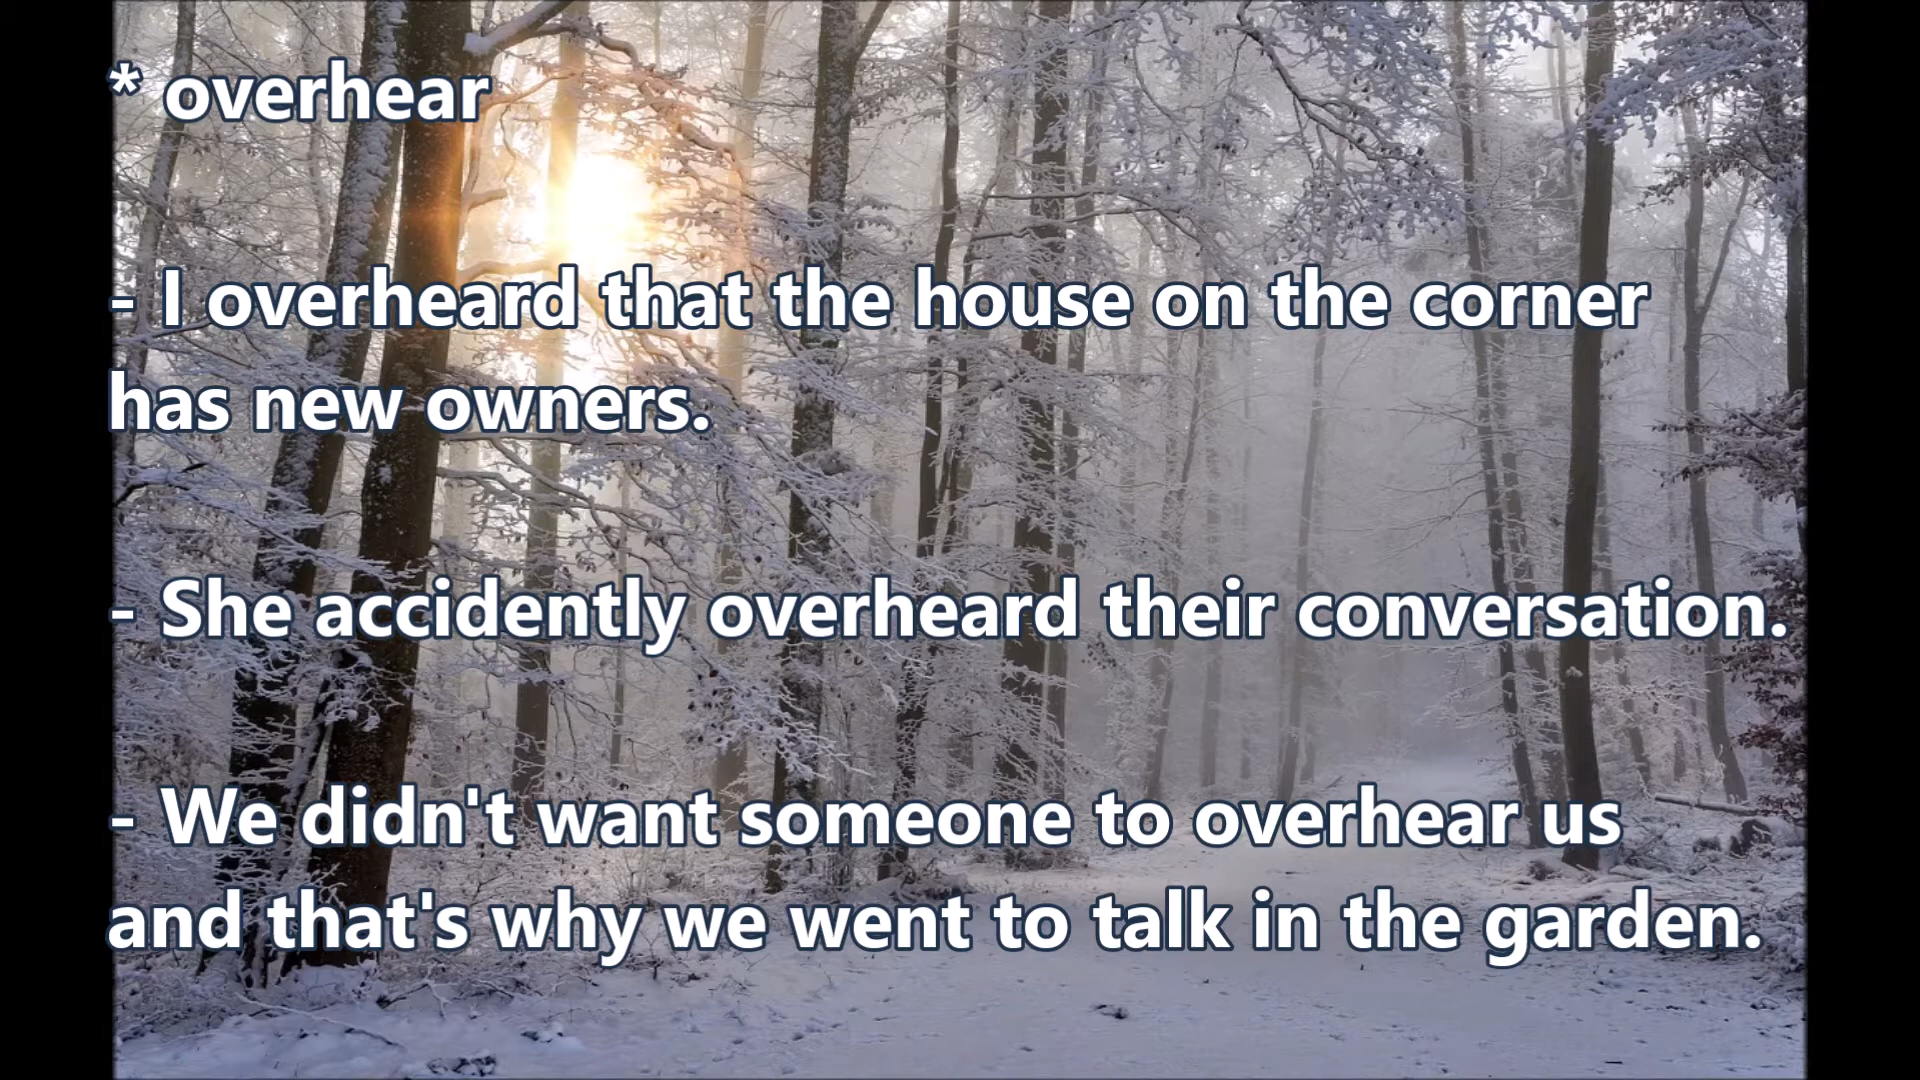 * overhear
- I overheard that the house on the corner
has new owners.
- She accidently overheard their conversation.
- We didn't want someone to overhear us
and that's why we went to talk in the garden.